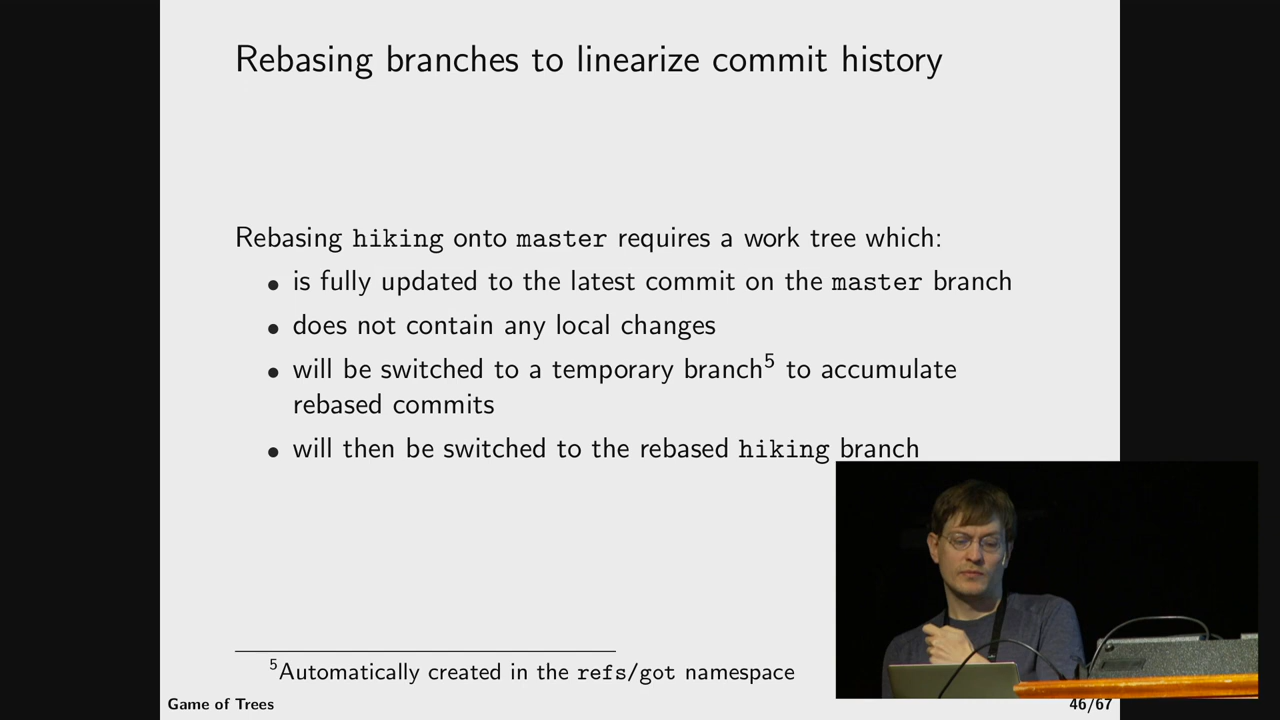 Rebasing branches to linearize commit history
Rebasing hiking onto master requires a work tree which:
• is fully updated to the latest commit on the master branch
• does not contain any local changes
• will be switched to a temporary branch⁵ to accumulate
rebased commits
• will then be switched to the rebased hiking branch
⁵Automatically created in the refs/got namespace
Game of Trees
46/67